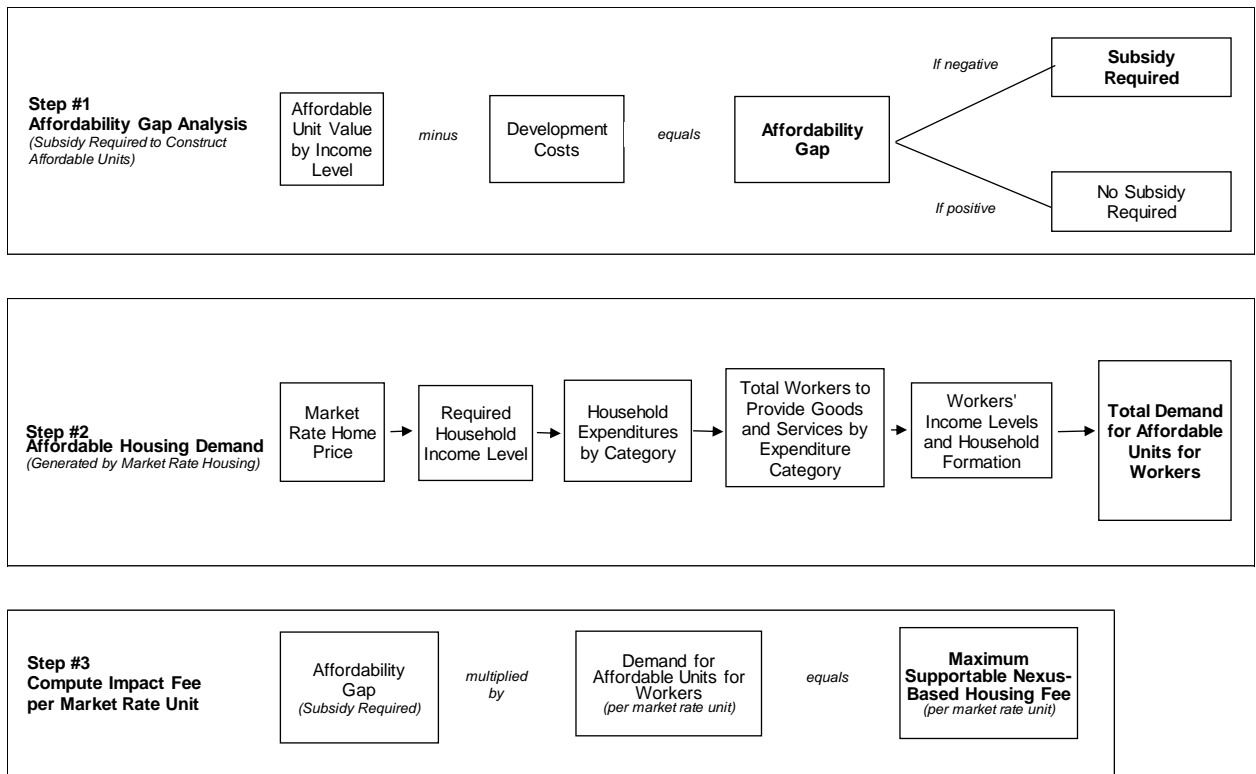 Step #1
Affordability Gap Analysis
(Subsidy Required to Construct
Affordable Units)
Affordable
Unit Value
by Income
Level
minus
Development
Costs
equals
Affordability
Gap
If negative
Subsidy
Required
If positive
No Subsidy
Required
Step #2
Affordable Housing Demand
(Generated by Market Rate Housing)
Market
Rate Home
Price
Required
Household
Income Level
Household
Expenditures
by Category
Total Workers to
Provide Goods
and Services by
Expenditure
Category
Workers'
Income Levels
and Household
Formation
Total Demand
for Affordable
Units for
Workers
Step #3
Compute Impact Fee
per Market Rate Unit
Affordability
Gap
(Subsidy Required)
multiplied
by
Demand for
Affordable Units for
Workers
(per market rate unit)
equals
Maximum
Supportable Nexus-
Based Housing Fee
(per market rate unit)